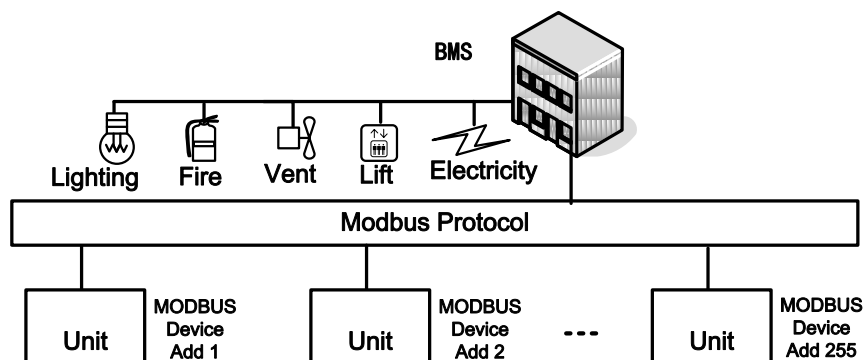 BMS
Lighting
Fire
Vent
Lift
Electricity
Modbus Protocol
Unit
MODBUS
Device
Add 1
Unit
MODBUS
Device
Add 2
---
Unit
MODBUS
Device
Add 255